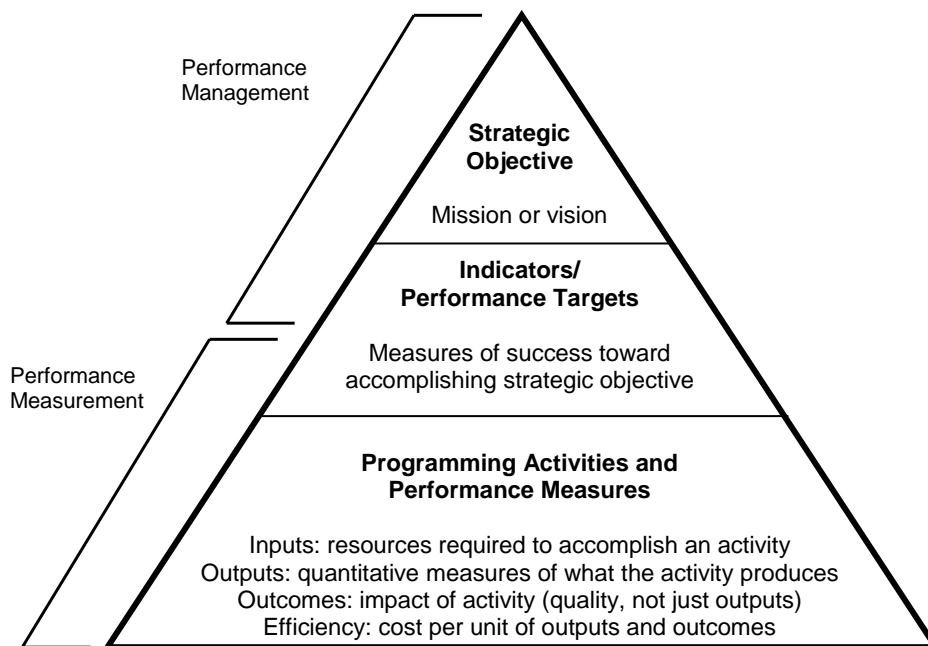 Performance
Management
Strategic
Objective
Mission or vision
Indicators/
Performance Targets
Measures of success toward
accomplishing strategic objective
Performance
Measurement
Programming Activities and
Performance Measures
Inputs: resources required to accomplish an activity
Outputs: quantitative measures of what the activity produces
Outcomes: impact of activity (quality, not just outputs)
Efficiency: cost per unit of outputs and outcomes